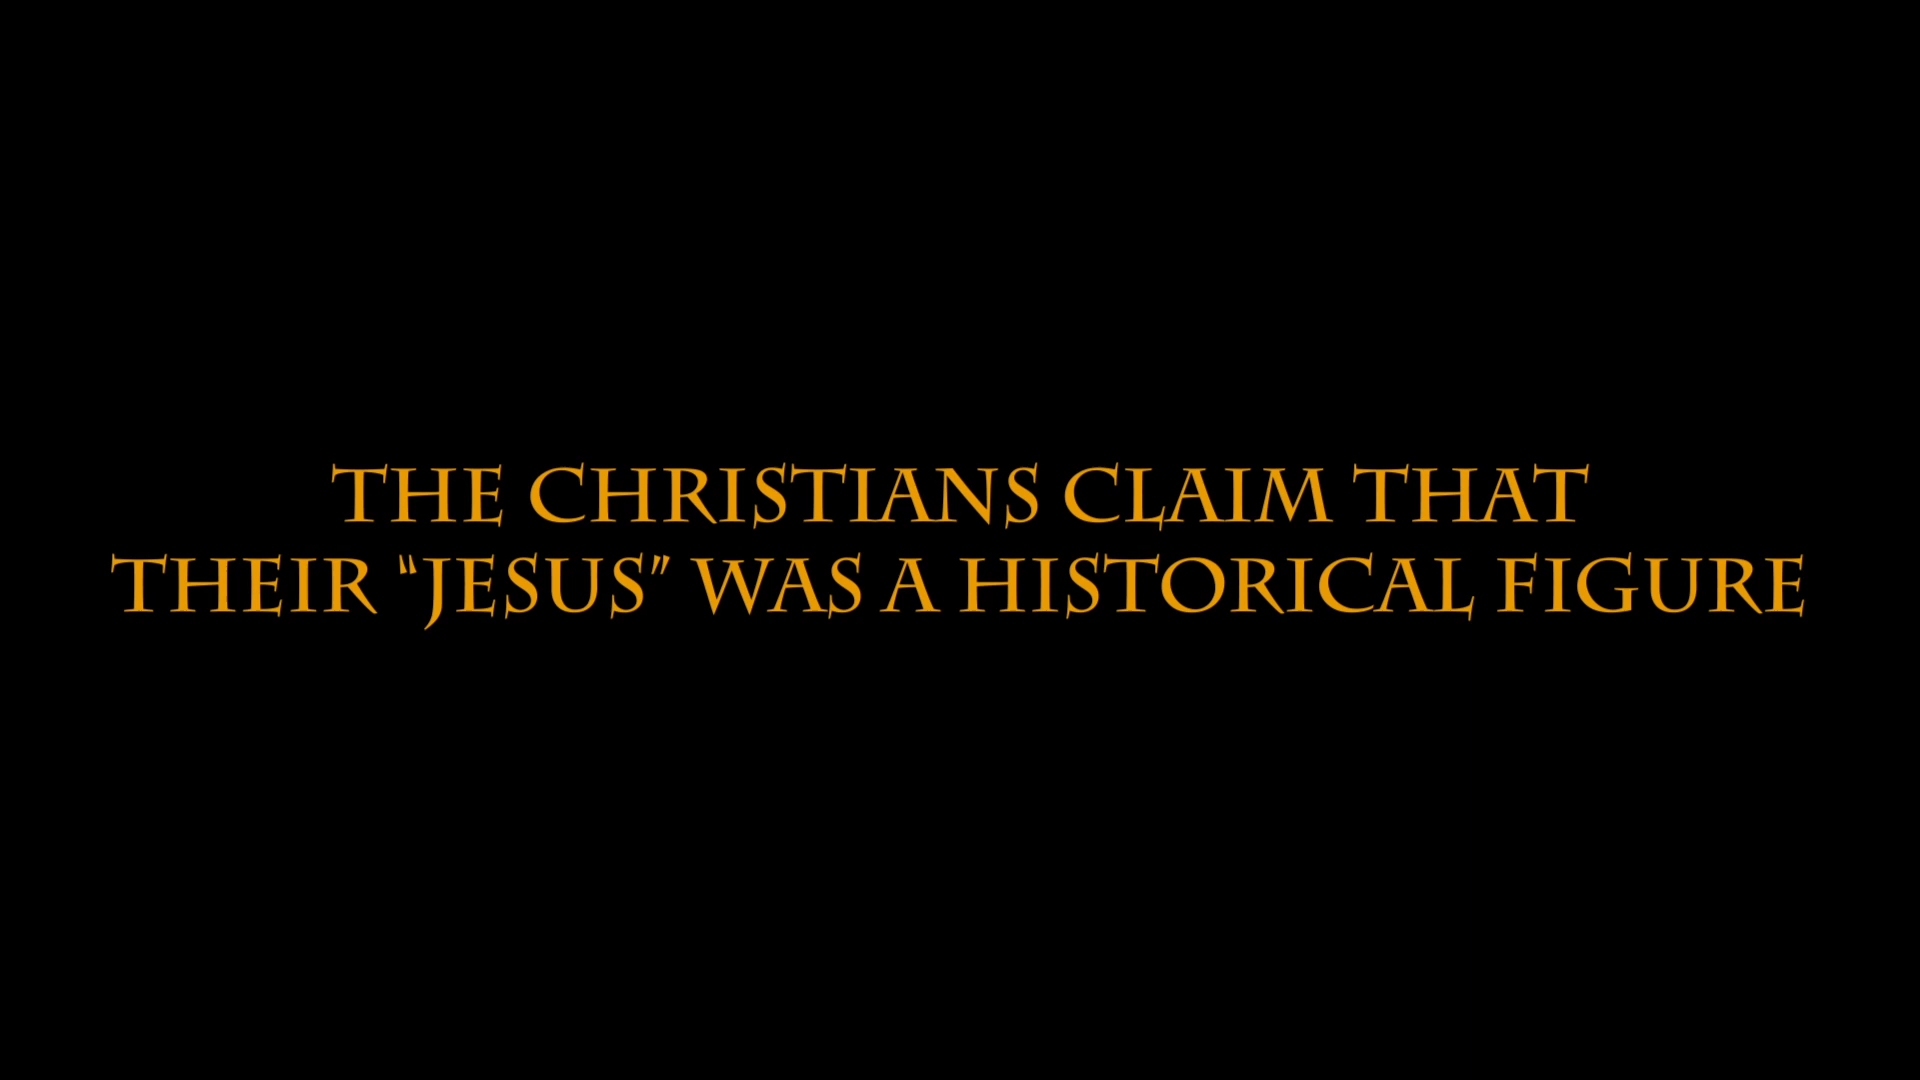 THE CHRISTIANS CLAIM THAT
THEIR “JESUS” WAS A HISTORICAL FIGURE